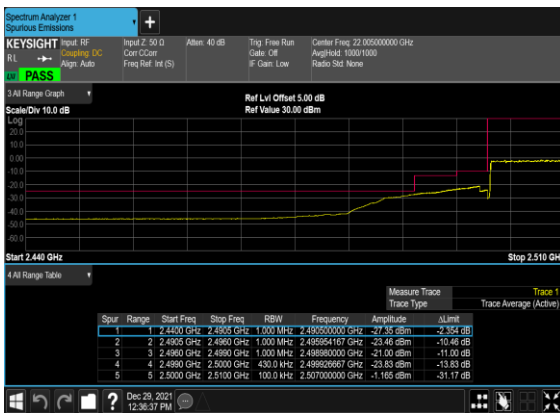 Spectrum Analyzer 1
Spurious Emissions
KEYSIGHT Input: RF Input Z: 50 Ω Atten: 40 dB Trig: Free Run Center Freq: 22.005000000 GHz
RL Coupling: DC Corr CCorr Gate: Off Avg|Hold: 1000/1000
Align: Auto Freq Ref: Int (S) IF Gain: Low Radio Std: None
LV PASS
3 All Range Graph
Ref Lvl Offset 5.00 dB
Scale/Div 10.0 dB Ref Value 30.00 dBm
Log
20.0
10.0
0.00
-10.0
-20.0
-30.0
-40.0
-50.0
-60.0
Start 2.440 GHz Stop 2.510 GH
4 All Range Table
Measure Trace Trace 1
Trace Type Trace Average (Active)
Spur Range Start Freq Stop Freq RBW Frequency Amplitude ΔLimit
1 1 2.4400 GHz 2.4905 GHz 1.000 MHz 2.490500000 GHz -27.35 dBm -2.354 dB
2 2 2.4905 GHz 2.4960 GHz 1.000 MHz 2.495954167 GHz -23.46 dBm -10.46 dB
3 3 2.4960 GHz 2.4990 GHz 1.000 MHz 2.498980000 GHz -21.00 dBm -11.00 dB
4 4 2.4990 GHz 2.5000 GHz 430.0 kHz 2.499926667 GHz -23.83 dBm -13.83 dB
5 5 2.5000 GHz 2.5100 GHz 100.0 kHz 2.507000000 GHz -1.165 dBm -31.17 dB
Dec 29, 2021
12:36:37 PM